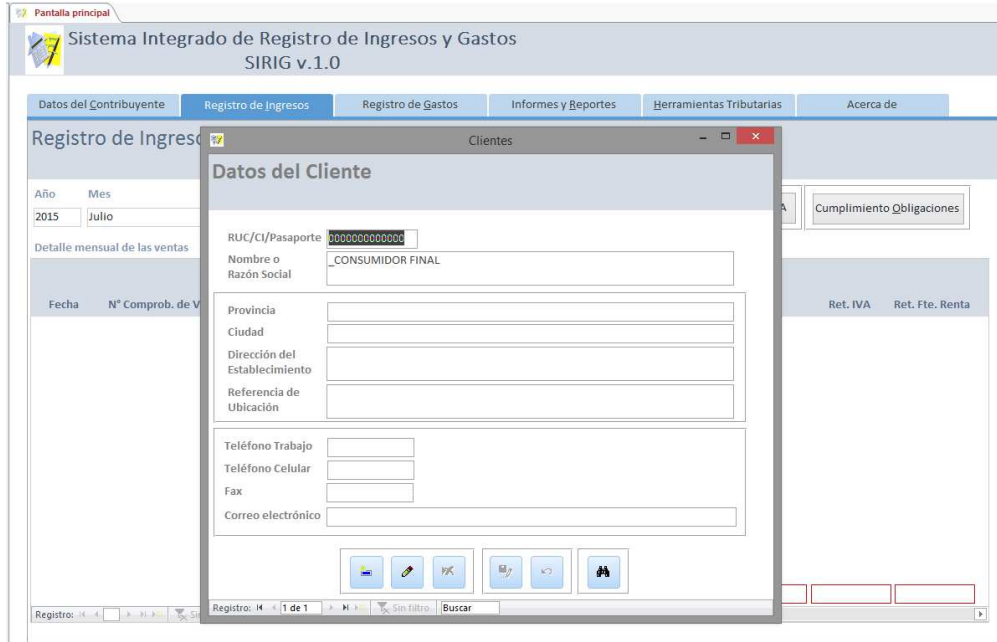 Pantalla principal
Sistema Integrado de Registro de Ingresos y Gastos
SIRIG v.1.0
Datos del Contribuyente
Registro de Ingresos
Registro de Gastos
Informes y Reportes
Herramientas Tributarias
Acerca de
Registro de Ingres
Clientes
Datos del Cliente
Año
Mes
2015
Julio
A
Cumplimiento Obligaciones
Detalle mensual de las ventas
Fecha
N° Comprob. de V
Ret. IVA
Ret. Fte. Renta
RUC/CI/Pasaporte
0000000000000
Nombre o
Razón Social
_CONSUMIDOR FINAL
Provincia
Ciudad
Dirección del
Establecimiento
Referencia de
Ubicación
Teléfono Trabajo
Teléfono Celular
Fax
Correo electrónico
Registro:
1 de 1
Sin filtro
Buscar
Registro: